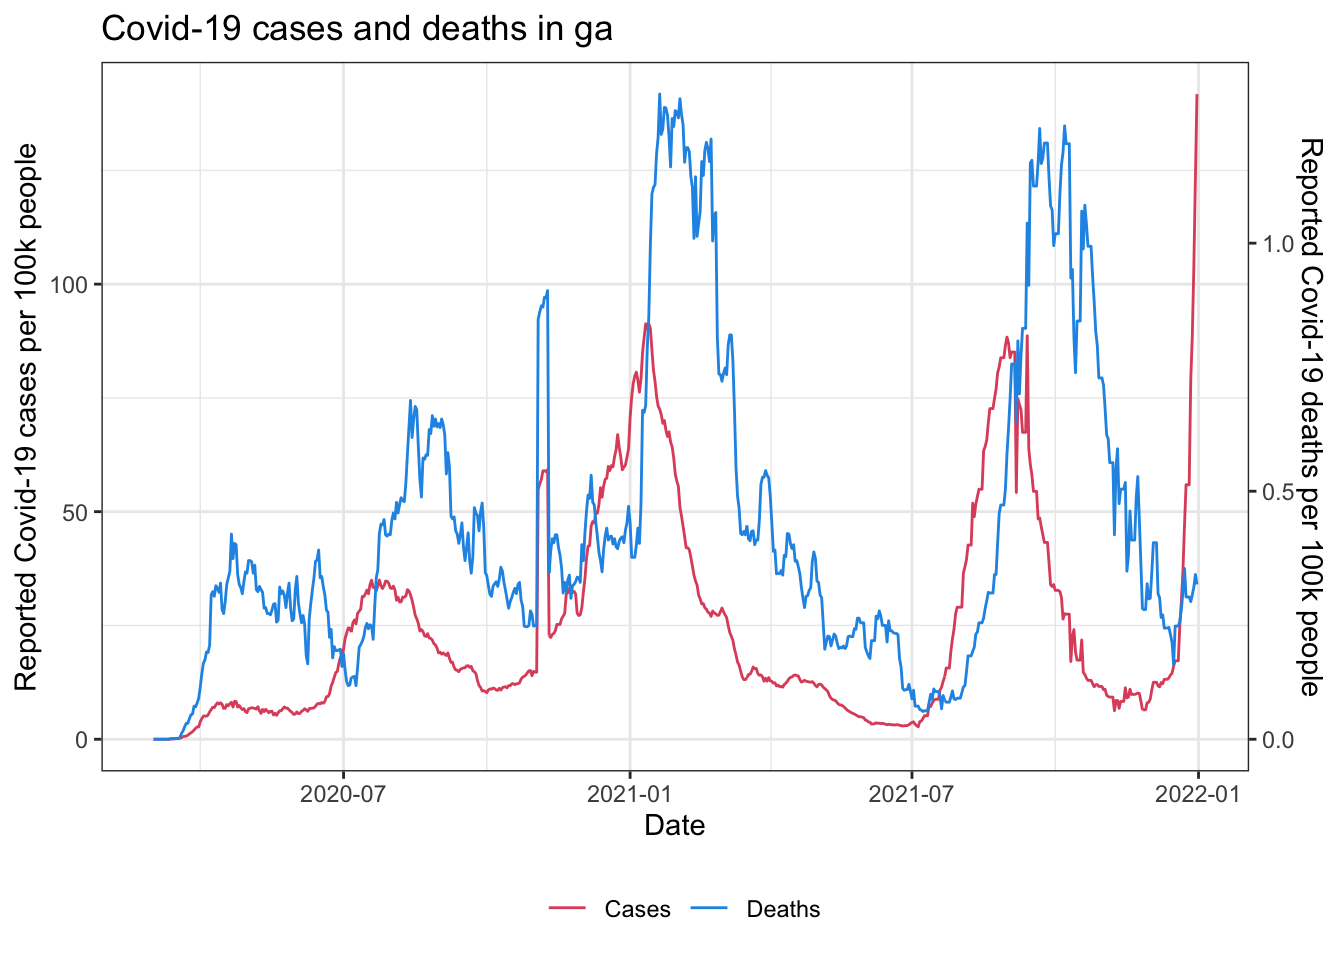 Covid-19 cases and deaths in ga
Reported Covid-19 cases per 100k people
100
50
0
1.0
0.5
0.0
Reported Covid-19 deaths per 100k people
2020-07
2021-01
2021-07
2022-01
Date
Cases
Deaths